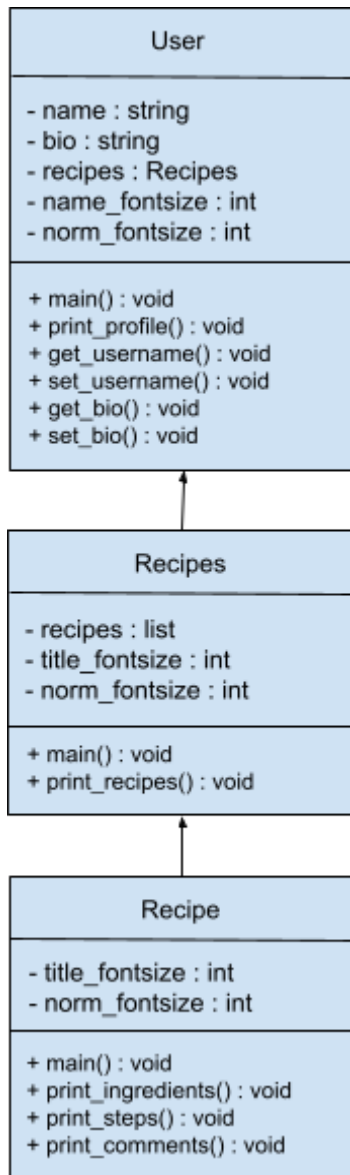 User
- name : string
- bio : string
- recipes : Recipes
- name_fontsize : int
- norm_fontsize : int
+ main() : void
+ print_profile() : void
+ get_username() : void
+ set_username() : void
+ get_bio() : void
+ set_bio() : void
Recipes
- recipes : list
- title_fontsize : int
- norm_fontsize : int
+ main() : void
+ print_recipes() : void
Recipe
- title_fontsize : int
- norm_fontsize : int
+ main() : void
+ print_ingredients() : void
+ print_steps() : void
+ print_comments() : void